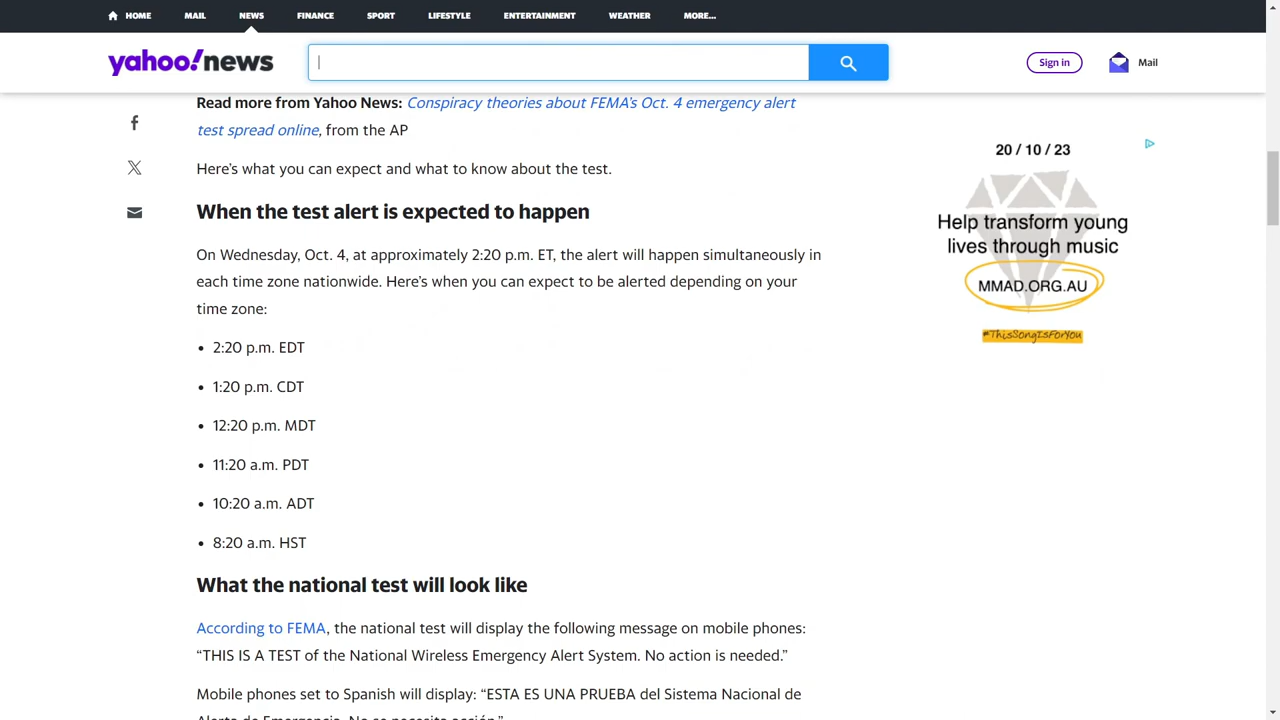 HOME MAIL NEWS FINANCE SPORT LIFESTYLE ENTERTAINMENT WEATHER MORE...
yahoo!news
Sign in
Mail
Read more from Yahoo News: Conspiracy theories about FEMA's Oct. 4 emergency alert
test spread online, from the AP
Here's what you can expect and what to know about the test.
When the test alert is expected to happen
On Wednesday, Oct. 4, at approximately 2:20 p.m. ET, the alert will happen simultaneously in
each time zone nationwide. Here's when you can expect to be alerted depending on your
time zone:
• 2:20 p.m. EDT
• 1:20 p.m. CDT
• 12:20 p.m. MDT
• 11:20 a.m. PDT
• 10:20 a.m. ADT
• 8:20 a.m. HST
What the national test will look like
According to FEMA, the national test will display the following message on mobile phones:
“THIS IS A TEST of the National Wireless Emergency Alert System. No action is needed.”
Mobile phones set to Spanish will display: “ESTA ES UNA PRUEBA del Sistema Nacional de
Alerta de Emergencia. No se necesita acción.”
20 / 10 / 23
Help transform young
lives through music
MMAD.ORG.AU
#ThisSongIsForYou